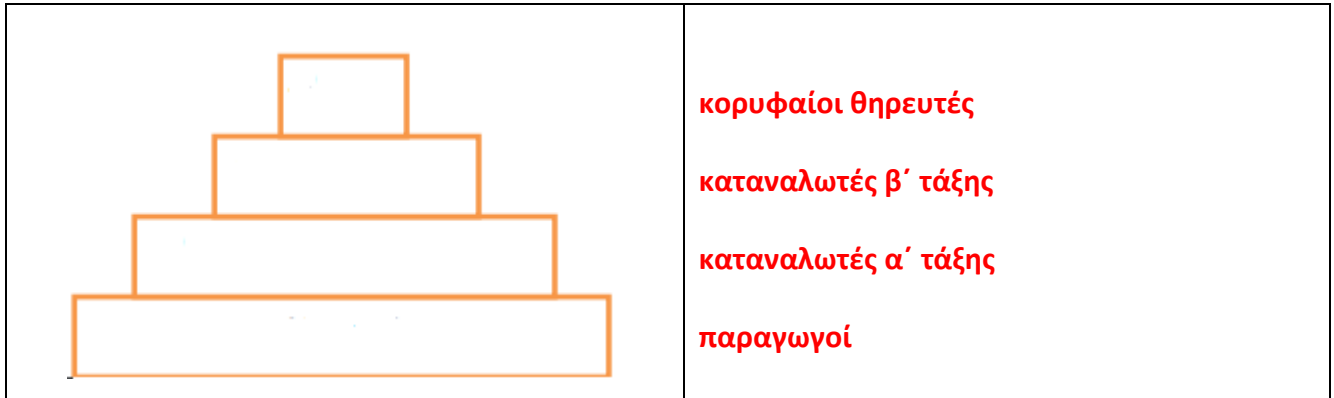 κορυφαίοι θηρευτές
καταναλωτές β΄ τάξης
καταναλωτές α΄ τάξης
παραγωγοί